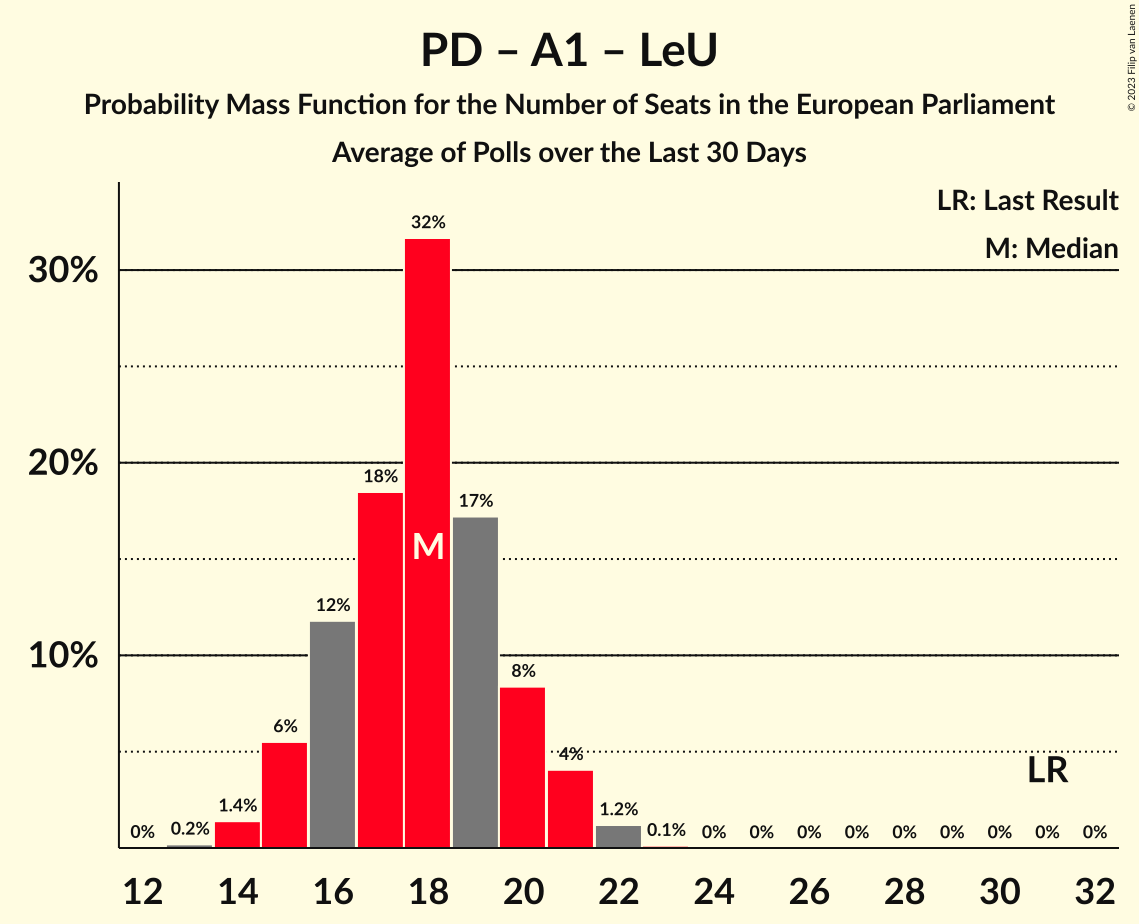 PD – A1 – LeU
Probability Mass Function for the Number of Seats in the European Parliament
Average of Polls over the Last 30 Days
© 2023 Filip van Laenen
LR: Last Result
M: Median
30%
20%
10%
0%
0.2%
1.4%
6%
12%
18%
32%
17%
8%
4%
1.2%
0.1%
0%
0%
0%
0%
0%
0%
0%
0%
0%
M
LR
12 14 16 18 20 22 24 26 28 30 32